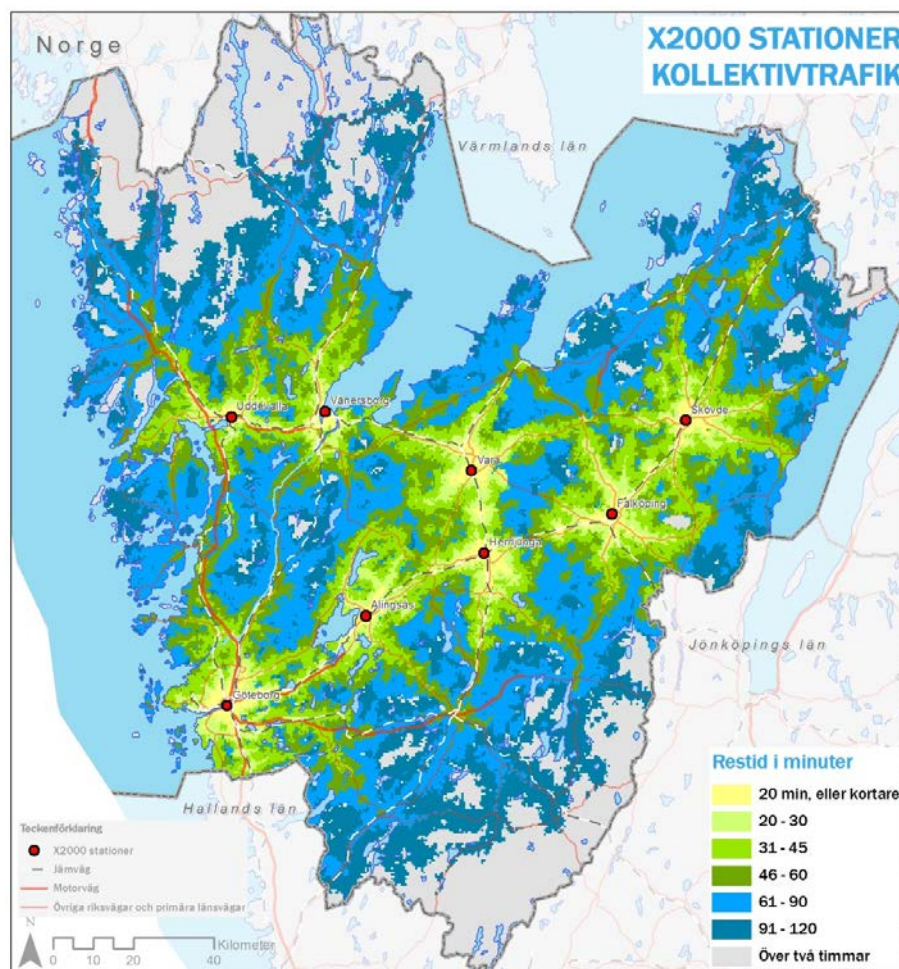 Norge
X2000 STATIONER
KOLLEKTIVTRAFIK
Värmlands län
Uddevalla
Vänersborg
Skövde
Vara
Falköping
Herrljunga
Alingsås
Jönköpings län
Göteborg
Hallands län
Restid i minuter
20 min, eller kortare
20 - 30
31 - 45
46 - 60
61 - 90
91 - 120
Över två timmar
Teckenförklaring
X2000 stationer
Järnväg
Motorväg
Övriga riksvägar och primära länsvägar
N
0 10 20 40
Kilometer